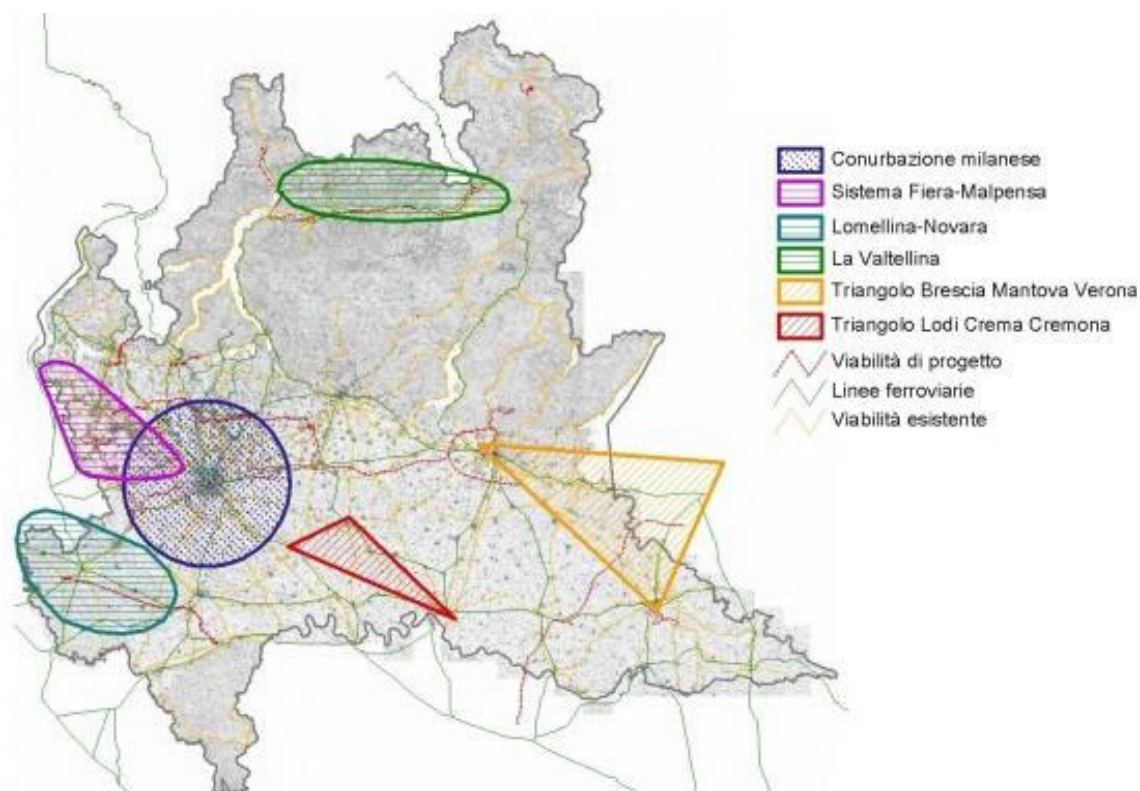 Conurbazione milanese
Sistema Fiera-Malpensa
Lomellina-Novara
La Valtellina
Triangolo Brescia Mantova Verona
Triangolo Lodi Crema Cremona
Viabilità di progetto
Linee ferroviarie
Viabilità esistente